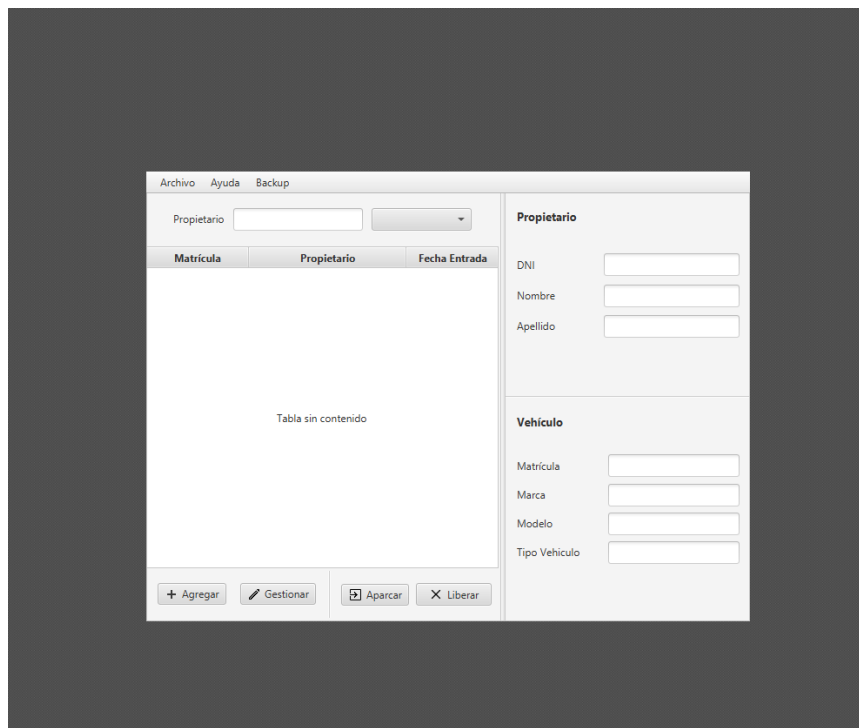 Archivo Ayuda Backup
Propietario
Matrícula Propietario Fecha Entrada
Tabla sin contenido
+ Agregar Gestionar Aparcar Liberar
Propietario
DNI
Nombre
Apellido
Vehículo
Matrícula
Marca
Modelo
Tipo Vehiculo